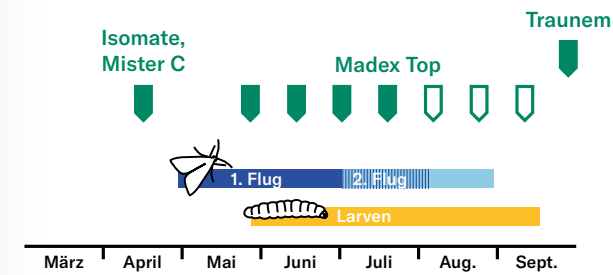 Traunem
Isomate,
Mister C
Madex Top
1. Flug
2. Flug
Larven
März
April
Mai
Juni
Juli
Aug.
Sept.